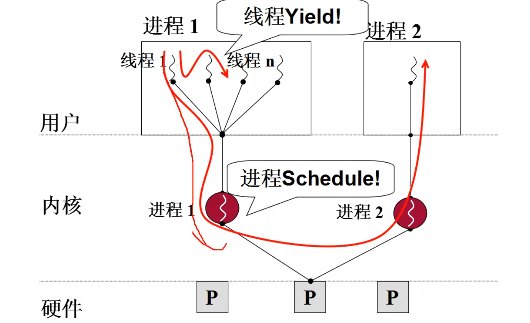 进程 1
线程Yield!
进程 2
线程 1
线程 n
用户
进程Schedule!
内核
进程 1
进程 2
硬件
P
P
P